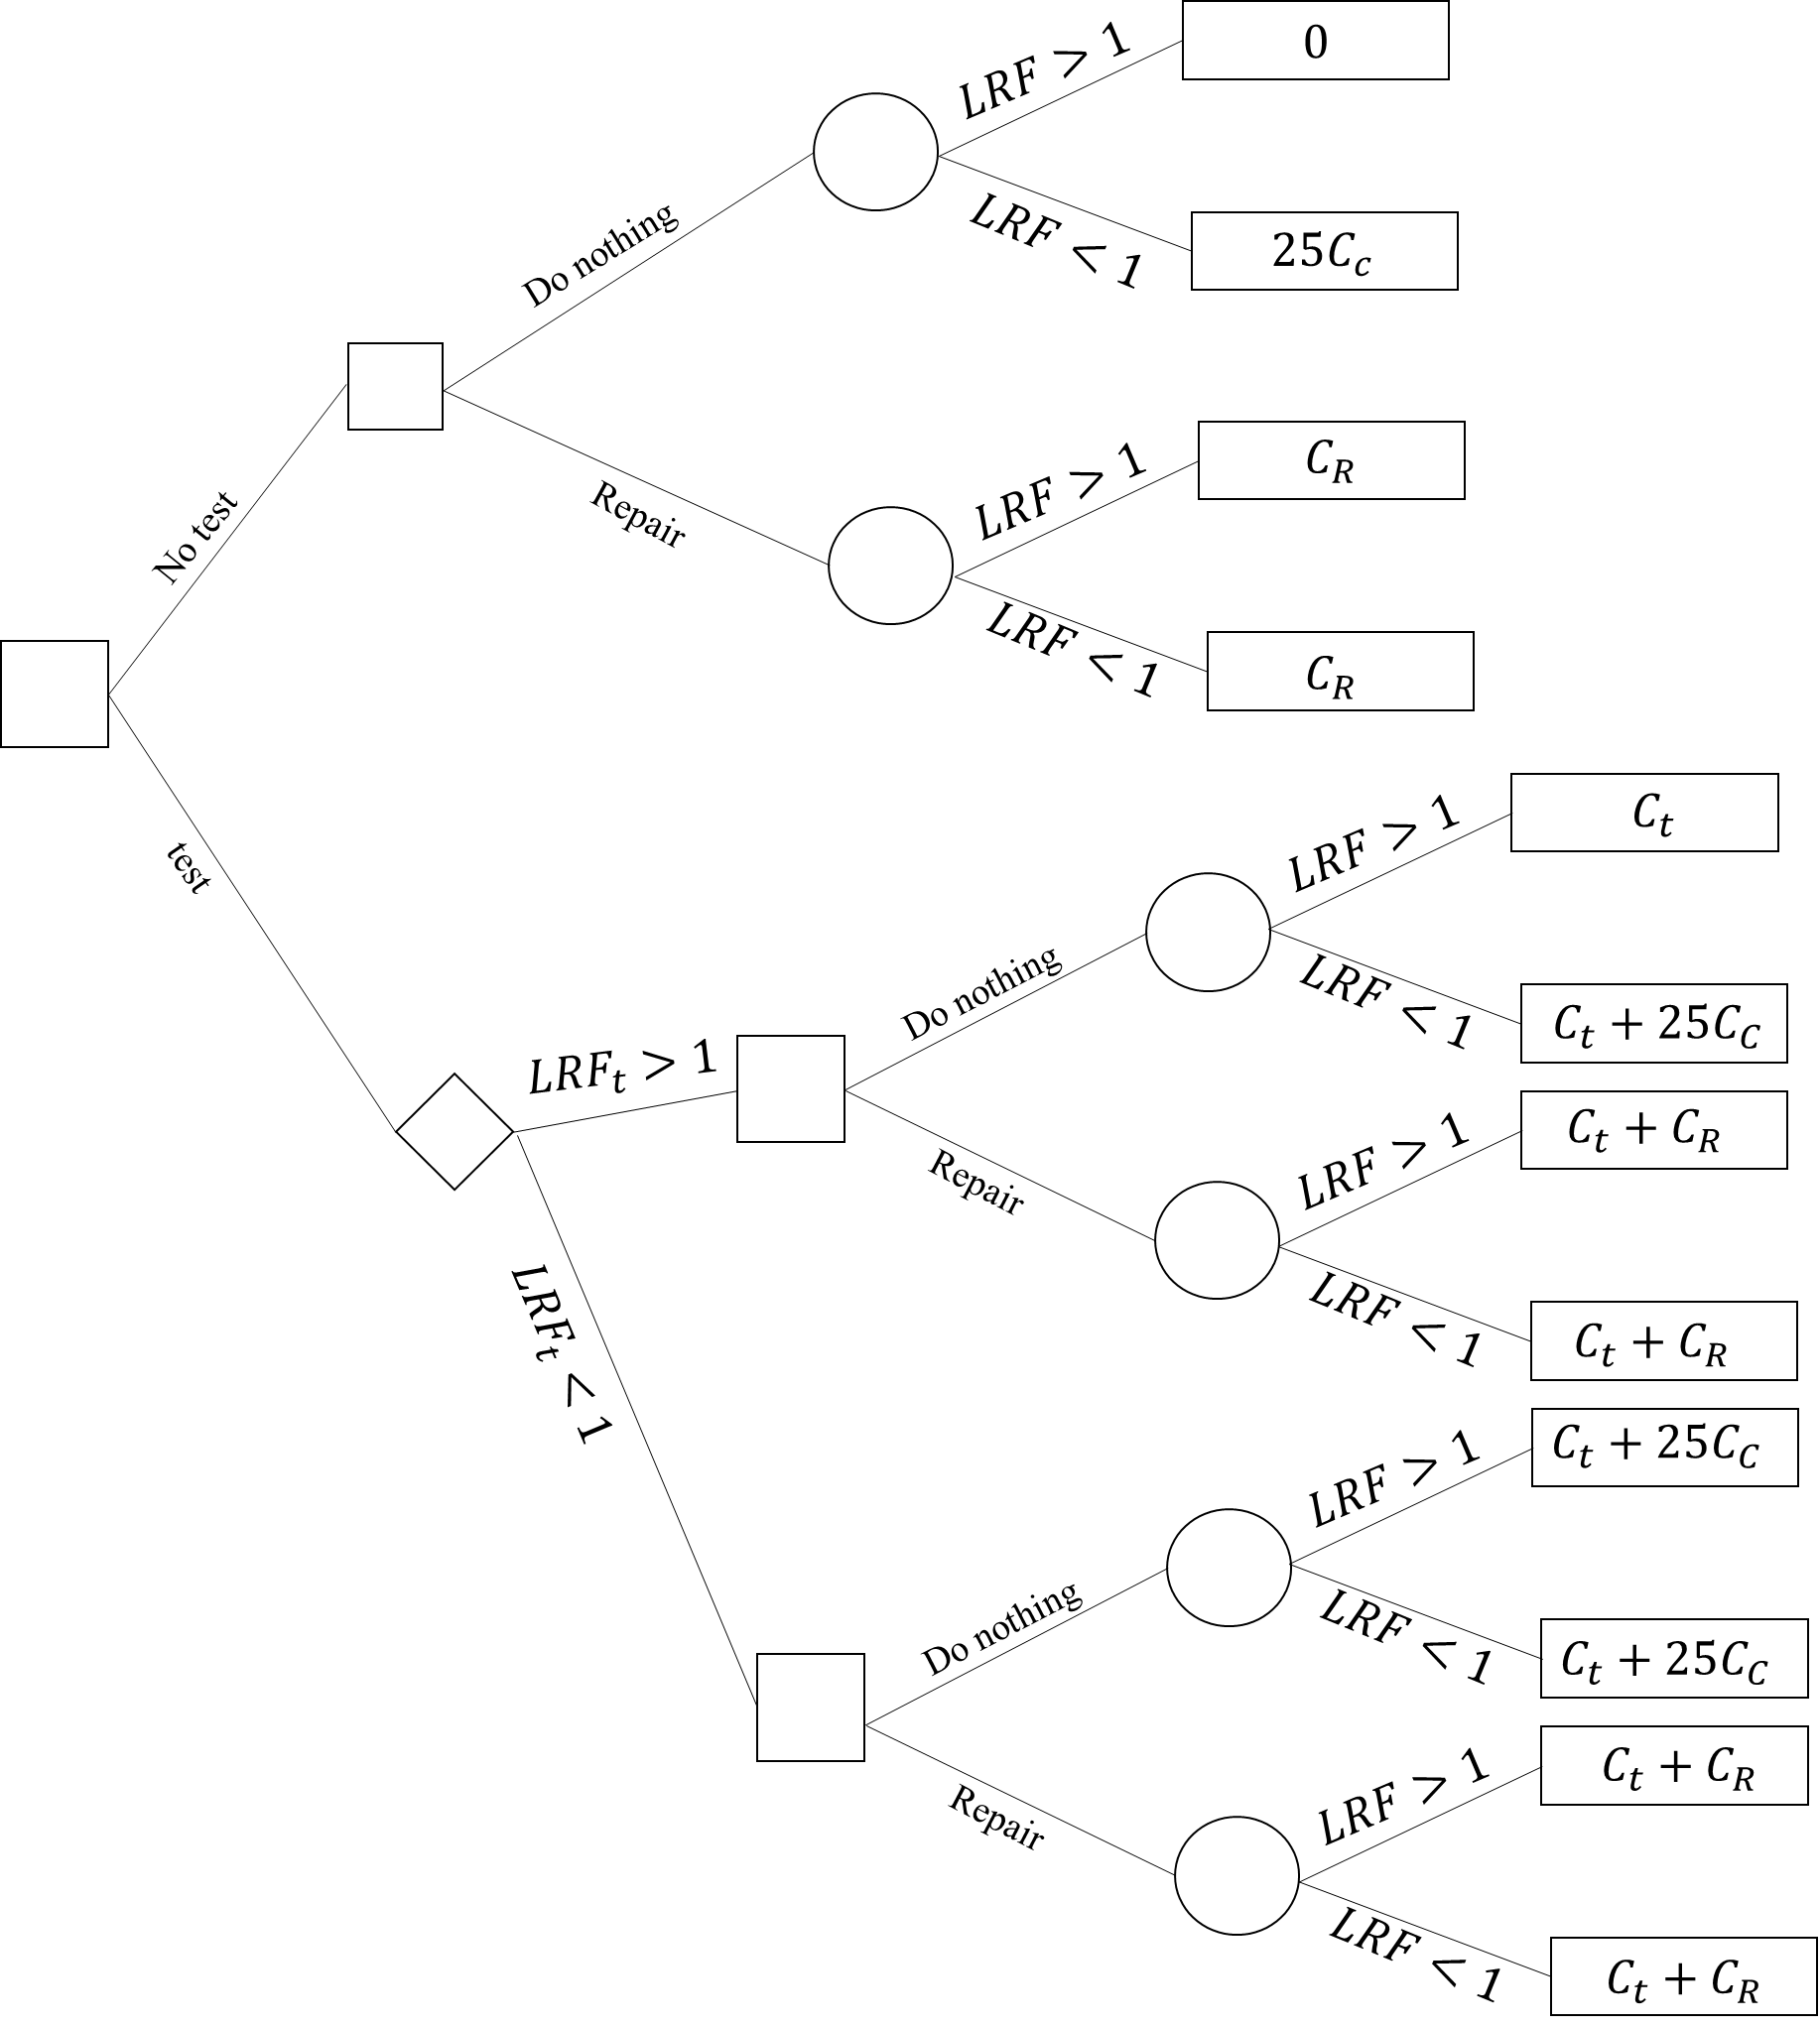 LRF > 1
0
Do nothing
LRF < 1
25C_c
No test
Repair
LRF > 1
C_R
LRF < 1
C_R
test
LRF_t > 1
Do nothing
LRF > 1
C_t
LRF < 1
C_t + 25C_C
Repair
LRF > 1
C_t + C_R
LRF < 1
C_t + C_R
LRF_t < 1
Do nothing
LRF > 1
C_t + 25C_C
LRF < 1
C_t + 25C_C
Repair
LRF > 1
C_t + C_R
LRF < 1
C_t + C_R